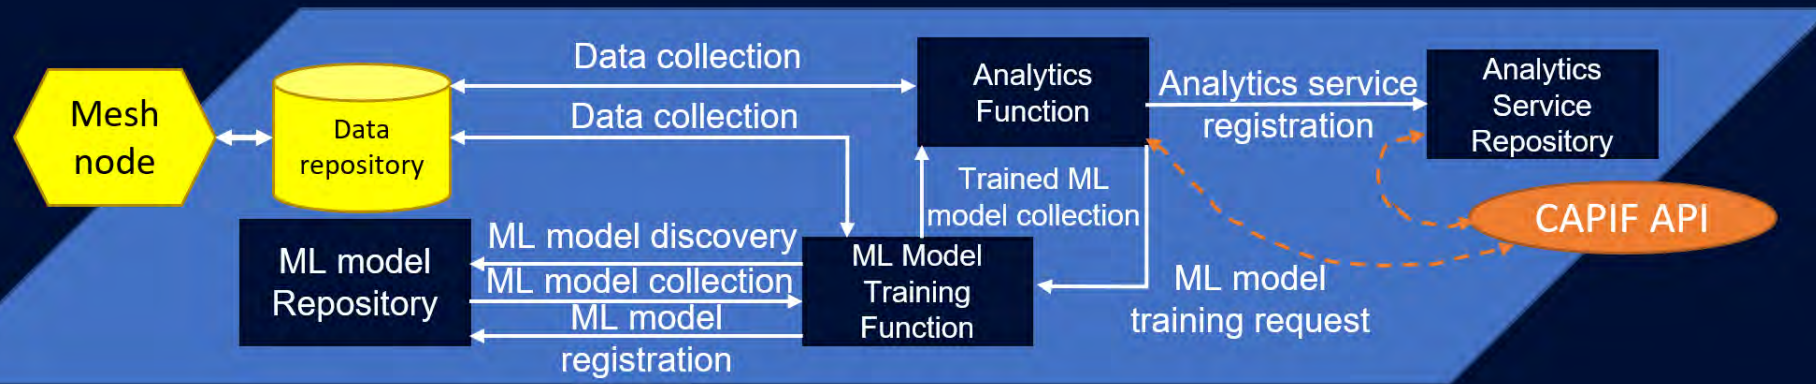 Mesh
node
Data
repository
Data collection
Data collection
Analytics
Function
Analytics service
registration
Analytics
Service
Repository
Trained ML
model collection
CAPIF API
ML model
Repository
ML model discovery
ML model collection
ML model
registration
ML Model
Training
Function
ML model
training request